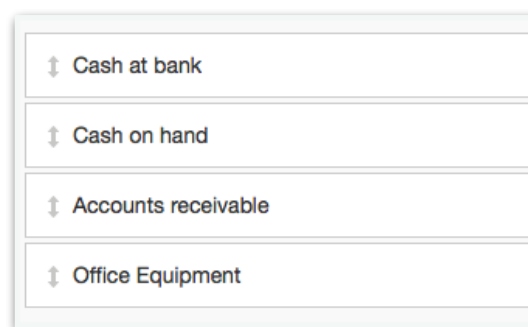 Cash at bank
Cash on hand
Accounts receivable
Office Equipment